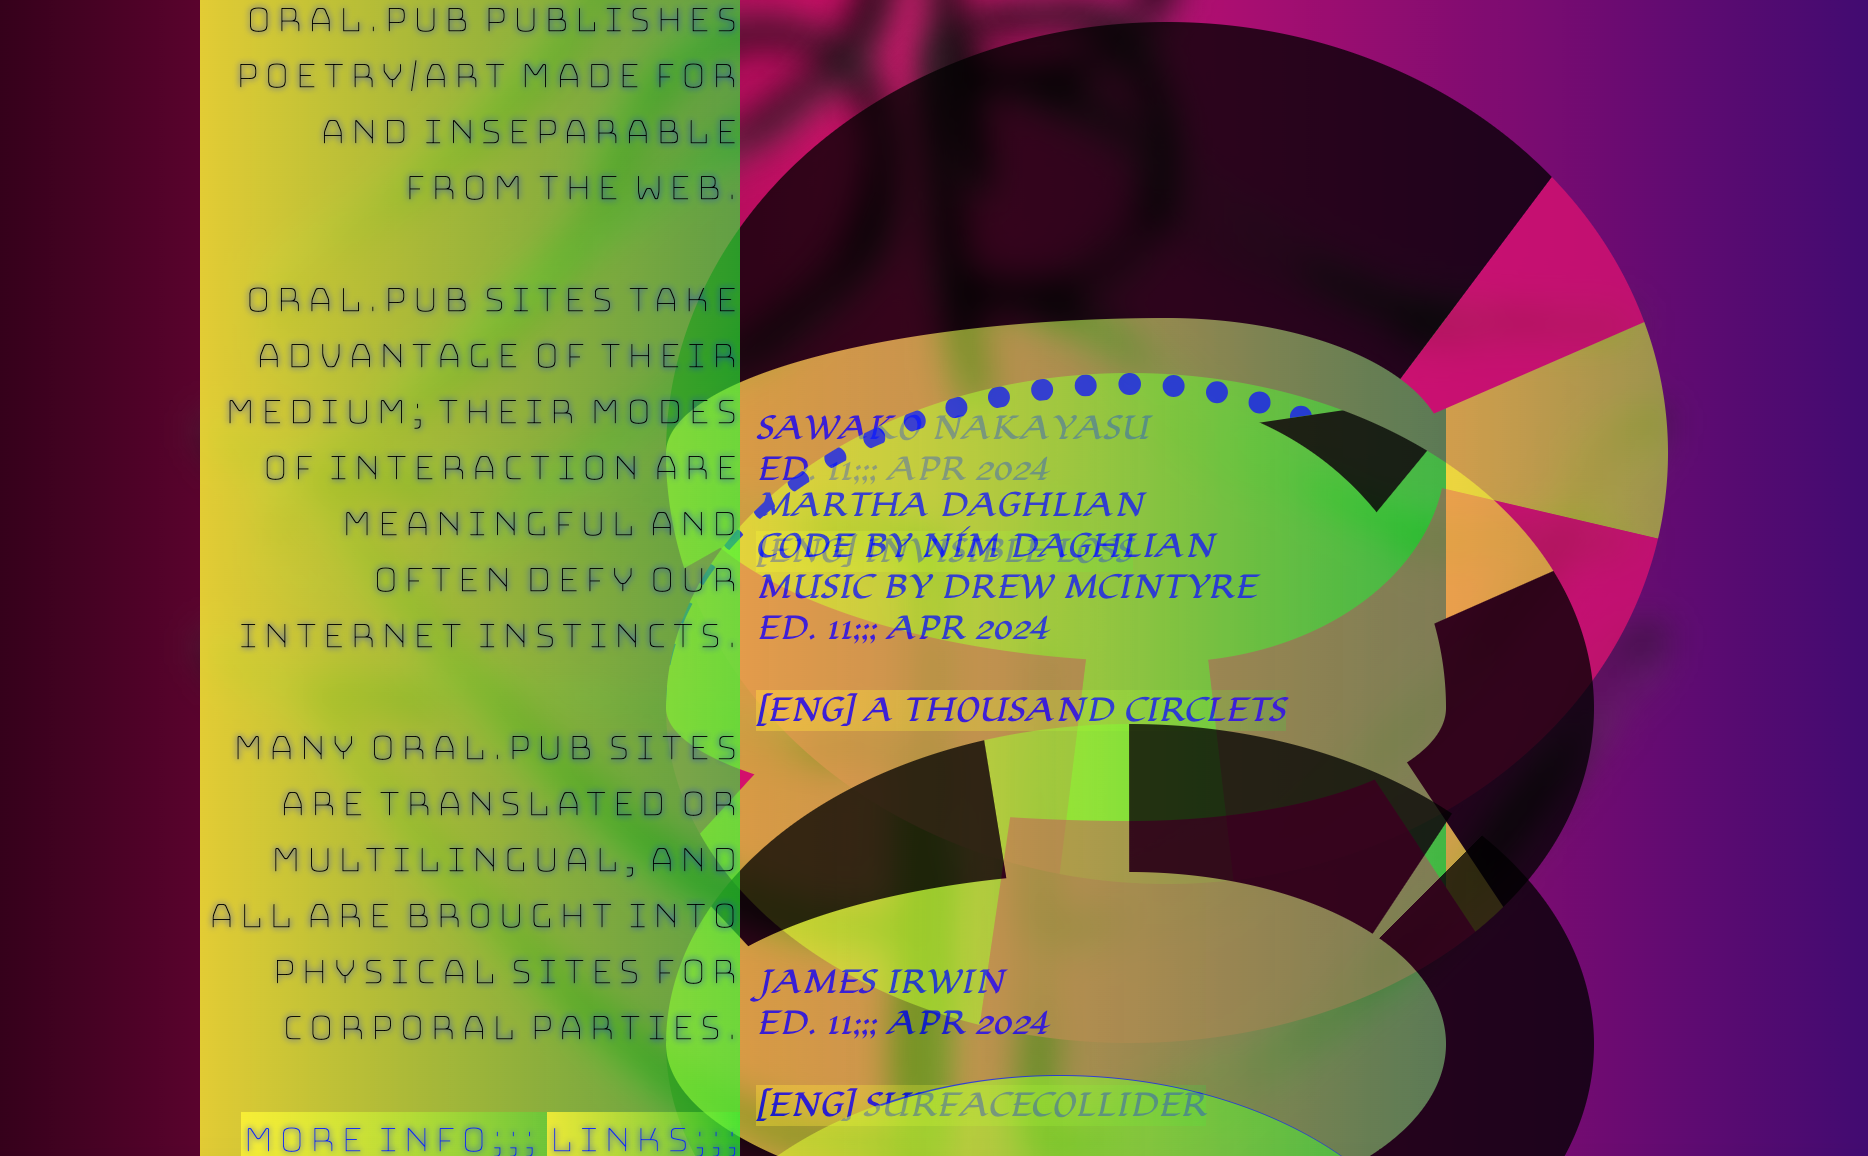 ORAL.PUB PUBLISHES
POETRY/ART MADE FOR
AND INSEPARABLE
FROM THE WEB.
ORAL.PUB SITES TAKE
ADVANTAGE OF THEIR
MEDIUM; THEIR MODES
OF INTERACTION ARE
MEANINGFUL AND
OFTEN DEFY OUR
INTERNET INSTINCTS.
MANY ORAL.PUB SITES
ARE TRANSLATED OR
MULTILINGUAL, AND
ALL ARE BROUGHT INTO
PHYSICAL SITES FOR
CORPORAL PARTIES.
MORE INFO;;; LINKS;;;
SAWAKO NAKAYASU
ED. 11;;; APR 2024
[ENG] INVISIBLE LOSS
MARTHA DAGHLIAN
CODE BY NÍM DAGHLIAN
MUSIC BY DREW MCINTYRE
ED. 11;;; APR 2024
[ENG] A THOUSAND CIRCLETS
JAMES IRWIN
ED. 11;;; APR 2024
[ENG] SURFACECOLLIDER